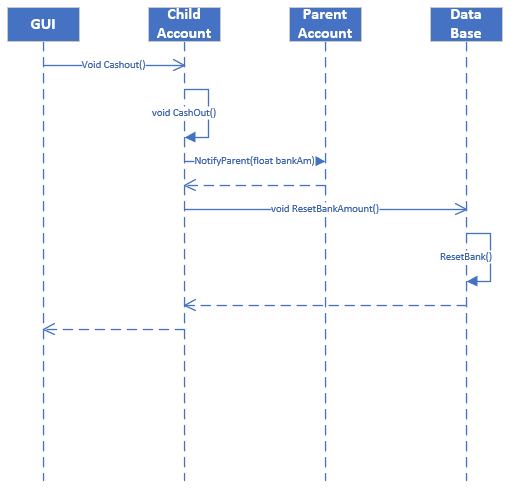 GUI
Child
Account
Parent
Account
Data
Base
Void Cashout()
void CashOut()
NotifyParent(float bankAm)
void ResetBankAmount()
ResetBank()